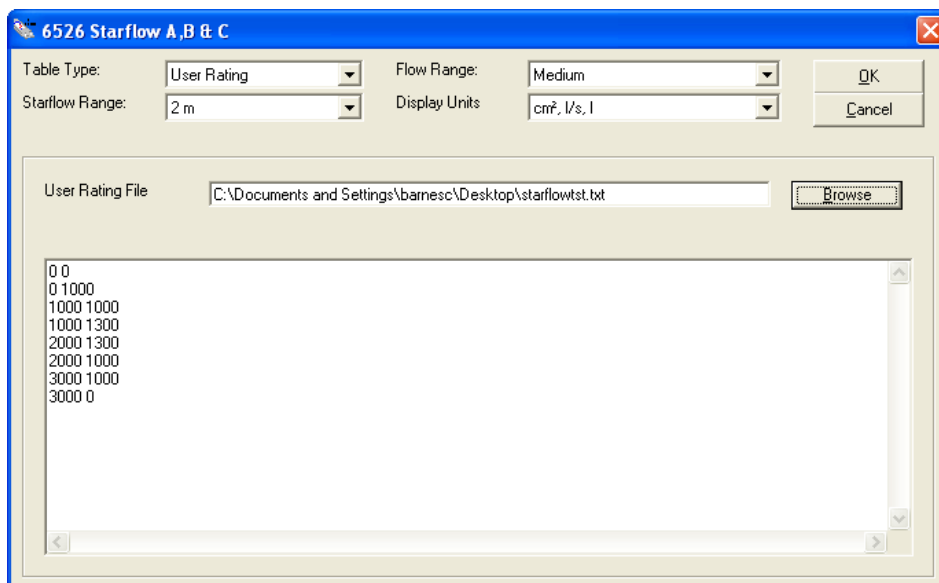 6526 Starflow A,B & C
Table Type: User Rating Flow Range: Medium OK
Starflow Range: 2 m Display Units cm², l/s, l Cancel
User Rating File C:\Documents and Settings\barnesc\Desktop\starflowtst.txt Browse
0 0
0 1000
1000 1000
1000 1300
2000 1300
2000 1000
3000 1000
3000 0